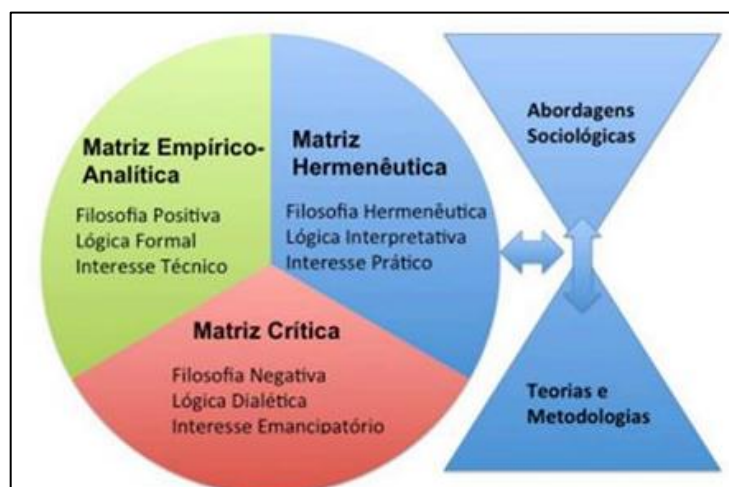 Matriz Empírico-
Analítica
Filosofia Positiva
Lógica Formal
Interesse Técnico
Matriz
Hermenêutica
Filosofia Hermenêutica
Lógica Interpretativa
Interesse Prático
Matriz Crítica
Filosofia Negativa
Lógica Dialética
Interesse Emancipatório
Abordagens
Sociológicas
Teorias e
Metodologias